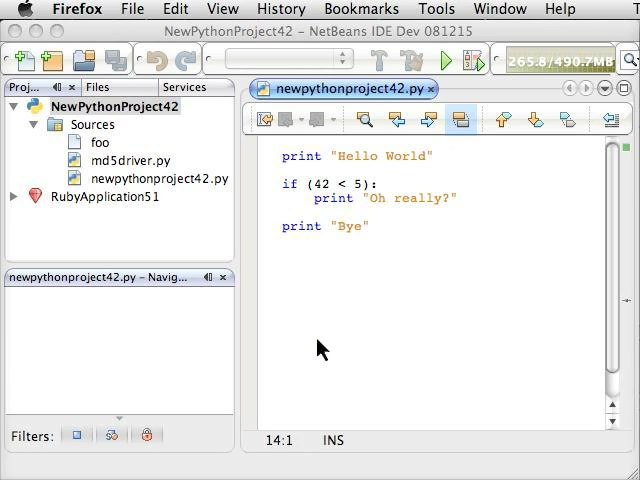 Firefox File Edit View History Bookmarks Tools Window Help
NewPythonProject42 – NetBeans IDE Dev 081215
265.8/490.7MB
Proj... Files Services
newpythonproject42.py
NewPythonProject42
Sources
foo
md5driver.py
newpythonproject42.py
RubyApplication51
print "Hello World"
if (42 < 5):
print "Oh really?"
print "Bye"
newpythonproject42.py – Navig...
Filters:
14:1 INS